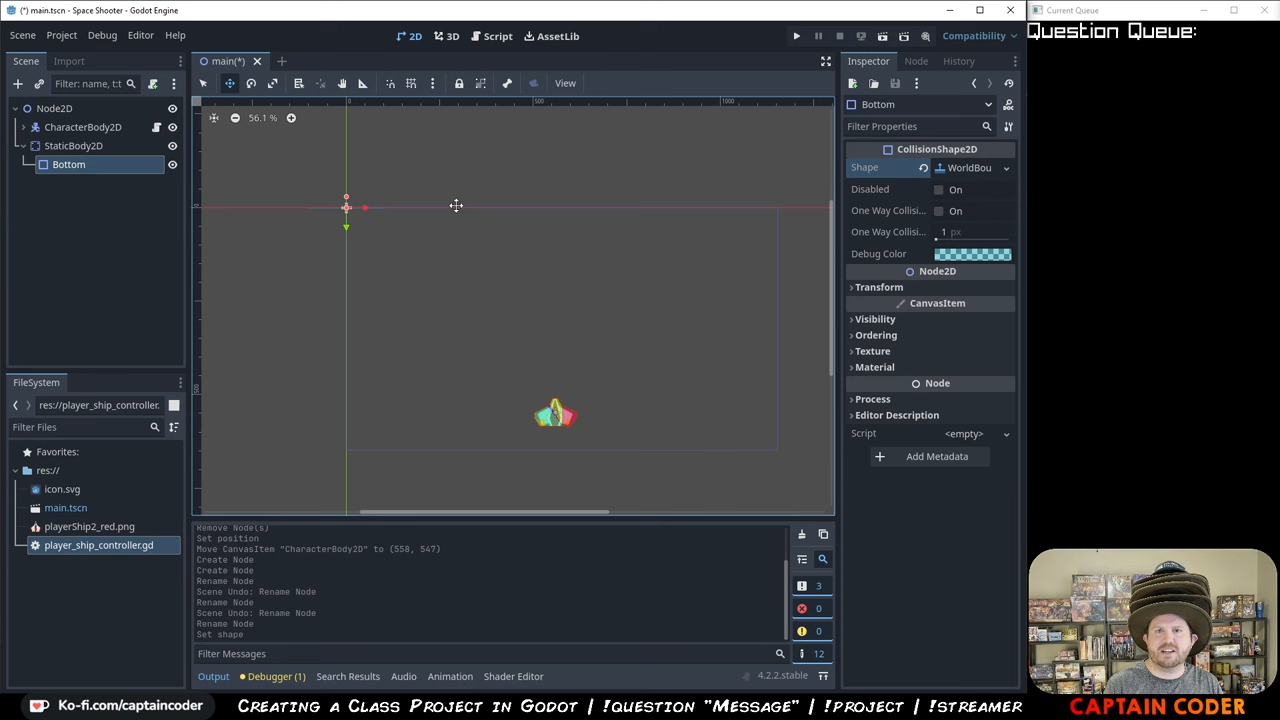 (*) main.tscn - Space Shooter - Godot Engine
Scene Project Debug Editor Help
2D 3D Script AssetLib
Compatibility
Scene Import
Filter: name, t:t
Node2D
CharacterBody2D
StaticBody2D
Bottom
FileSystem
res://player_ship_controller.
Filter Files
Favorites:
res://
icon.svg
main.tscn
playerShip2_red.png
player_ship_controller.gd
main(*)
View
0 500 1000
56.1 %
0
500
Remove Node(s)
Set position
Move CanvasItem "CharacterBody2D" to (558, 547)
Create Node
Create Node
Rename Node
Scene Undo: Rename Node
Rename Node
Scene Undo: Rename Node
Set shape
Filter Messages
3
0
0
12
Output Debugger (1) Search Results Audio Animation Shader Editor
4.2.2.stable
Inspector Node History
Bottom
Filter Properties
CollisionShape2D
Shape WorldBou
Disabled On
One Way Collisi... On
One Way Collisi... 1 px
Debug Color
Node2D
Transform
CanvasItem
Visibility
Ordering
Texture
Material
Node
Process
Editor Description
Script <empty>
Add Metadata
Current Queue
Question Queue:
Ko-fi.com/captaincoder
Creating a Class Projection Godot | !question "Message" | !project | !streamer
CAPTAIN CODER